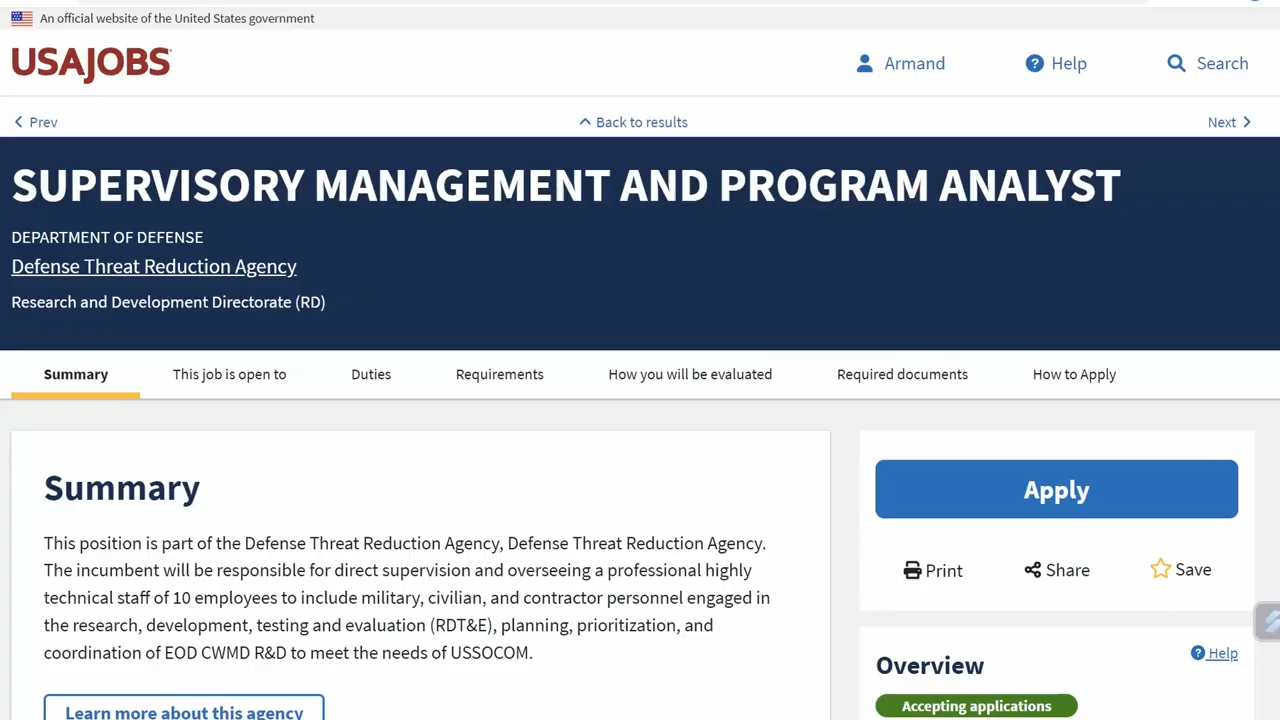 An official website of the United States government
USAJOBS
Armand
Help
Search
Prev
Back to results
Next
SUPERVISORY MANAGEMENT AND PROGRAM ANALYST
DEPARTMENT OF DEFENSE
Defense Threat Reduction Agency
Research and Development Directorate (RD)
Summary
This job is open to
Duties
Requirements
How you will be evaluated
Required documents
How to Apply
Summary
This position is part of the Defense Threat Reduction Agency, Defense Threat Reduction Agency.
The incumbent will be responsible for direct supervision and overseeing a professional highly
technical staff of 10 employees to include military, civilian, and contractor personnel engaged in
the research, development, testing and evaluation (RDT&E), planning, prioritization, and
coordination of EOD CWMD R&D to meet the needs of USSOCOM.
Learn more about this agency
Apply
Print
Share
Save
Help
Overview
Accepting applications